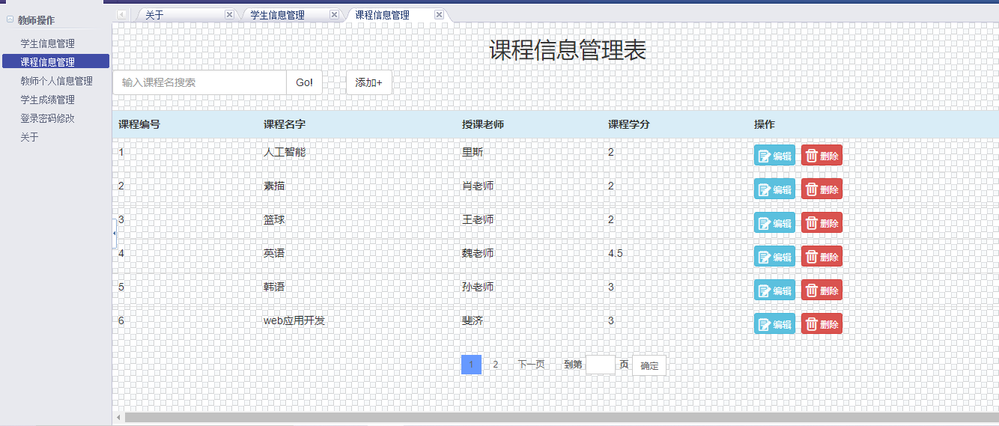 教师操作
学生信息管理
课程信息管理
教师个人信息管理
学生成绩管理
登录密码修改
关于
关于 学生信息管理 课程信息管理
课程信息管理表
输入课程名搜索 Go! 添加+
课程编号 课程名字 授课老师 课程学分 操作
1 人工智能 里斯 2 编辑 删除
2 素描 肖老师 2 编辑 删除
3 篮球 王老师 2 编辑 删除
4 英语 魏老师 4.5 编辑 删除
5 韩语 孙老师 3 编辑 删除
6 web应用开发 斐济 3 编辑 删除
1 2 下一页 到第 页 确定